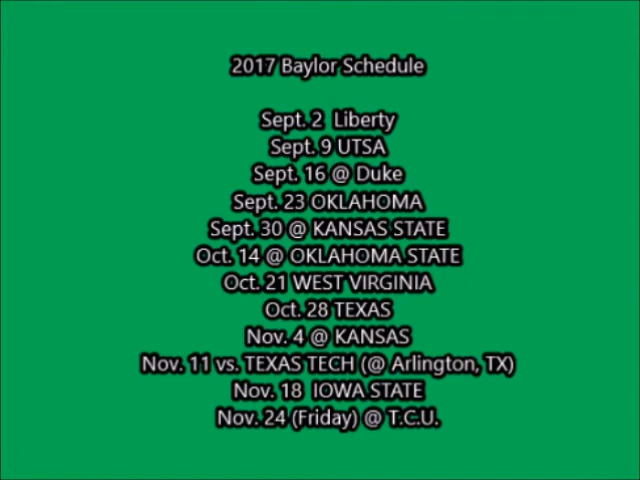 2017 Baylor Schedule
Sept. 2 Liberty
Sept. 9 UTSA
Sept. 16 @ Duke
Sept. 23 OKLAHOMA
Sept. 30 @ KANSAS STATE
Oct. 14 @ OKLAHOMA STATE
Oct. 21 WEST VIRGINIA
Oct. 28 TEXAS
Nov. 4 @ KANSAS
Nov. 11 vs. TEXAS TECH (@ Arlington, TX)
Nov. 18 IOWA STATE
Nov. 24 (Friday) @ T.C.U.